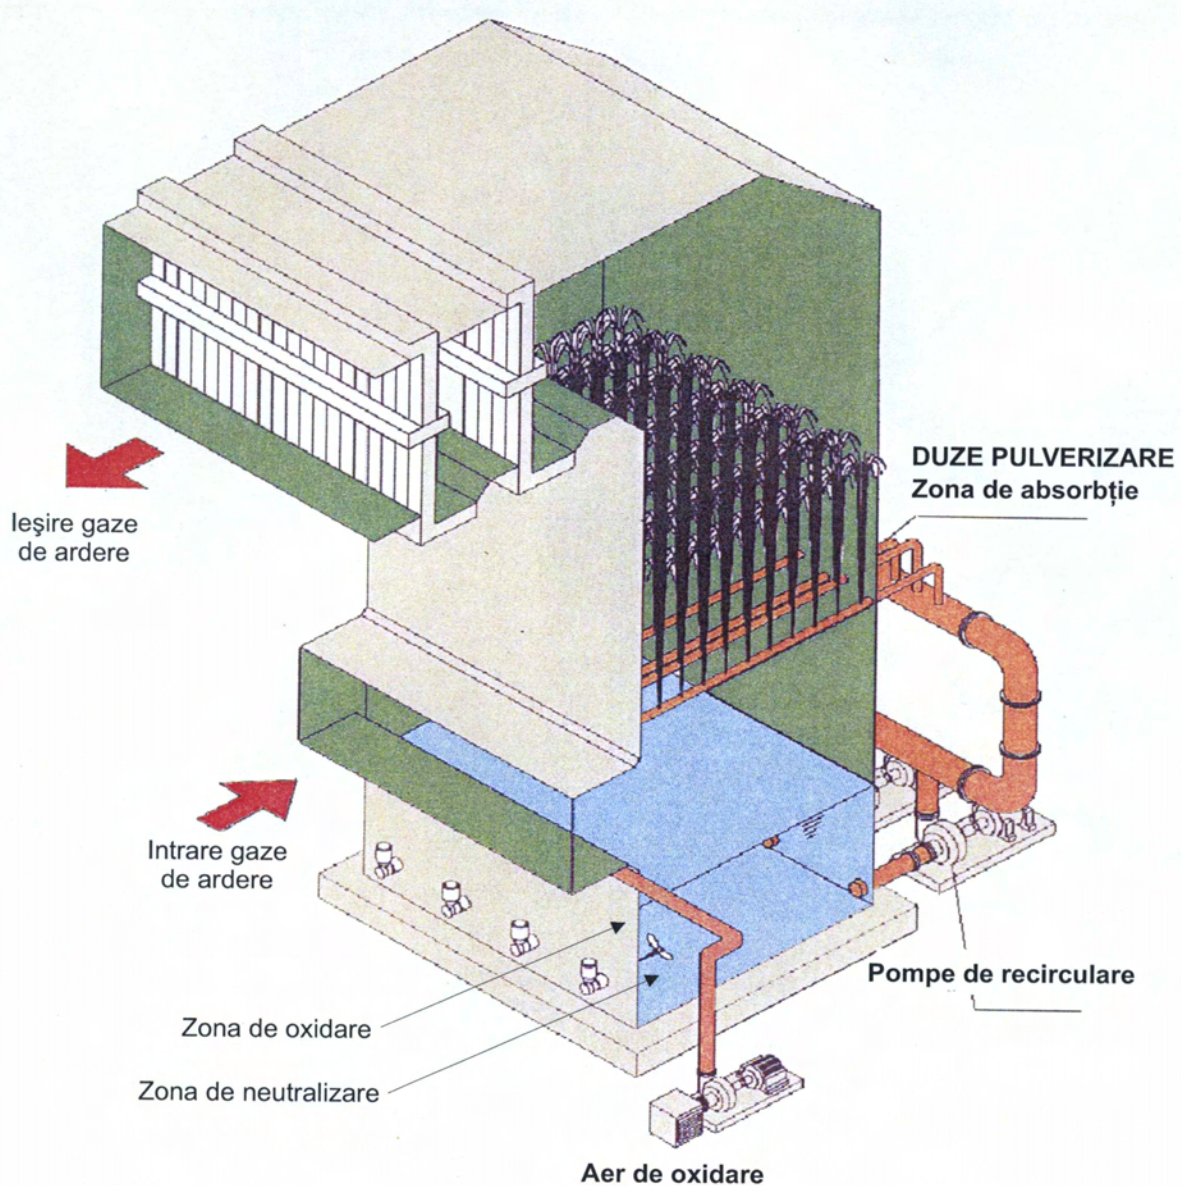 DUZE PULVERIZARE
Zona de absorbție
Ieşire gaze
de ardere
Intrare gaze
de ardere
Pompe de recirculare
Zona de oxidare
Zona de neutralizare
Aer de oxidare